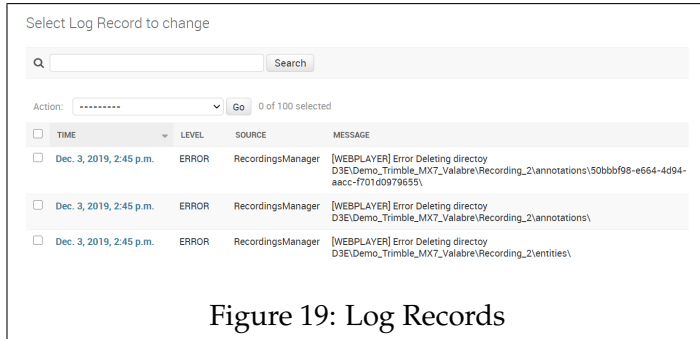 Select Log Record to change
Search
Action: --------- Go 0 of 100 selected
TIME LEVEL SOURCE MESSAGE
Dec. 3, 2019, 2:45 p.m. ERROR RecordingsManager [WEBPLAYER] Error Deleting directoy
D3E\Demo_Trimble_MX7_Valabre\Recording_2\annotations\50bbbf98-e664-4d94-
aacc-f701d0979655\
Dec. 3, 2019, 2:45 p.m. ERROR RecordingsManager [WEBPLAYER] Error Deleting directoy
D3E\Demo_Trimble_MX7_Valabre\Recording_2\annotations\
Dec. 3, 2019, 2:45 p.m. ERROR RecordingsManager [WEBPLAYER] Error Deleting directoy
D3E\Demo_Trimble_MX7_Valabre\Recording_2\entities\
Figure 19: Log Records